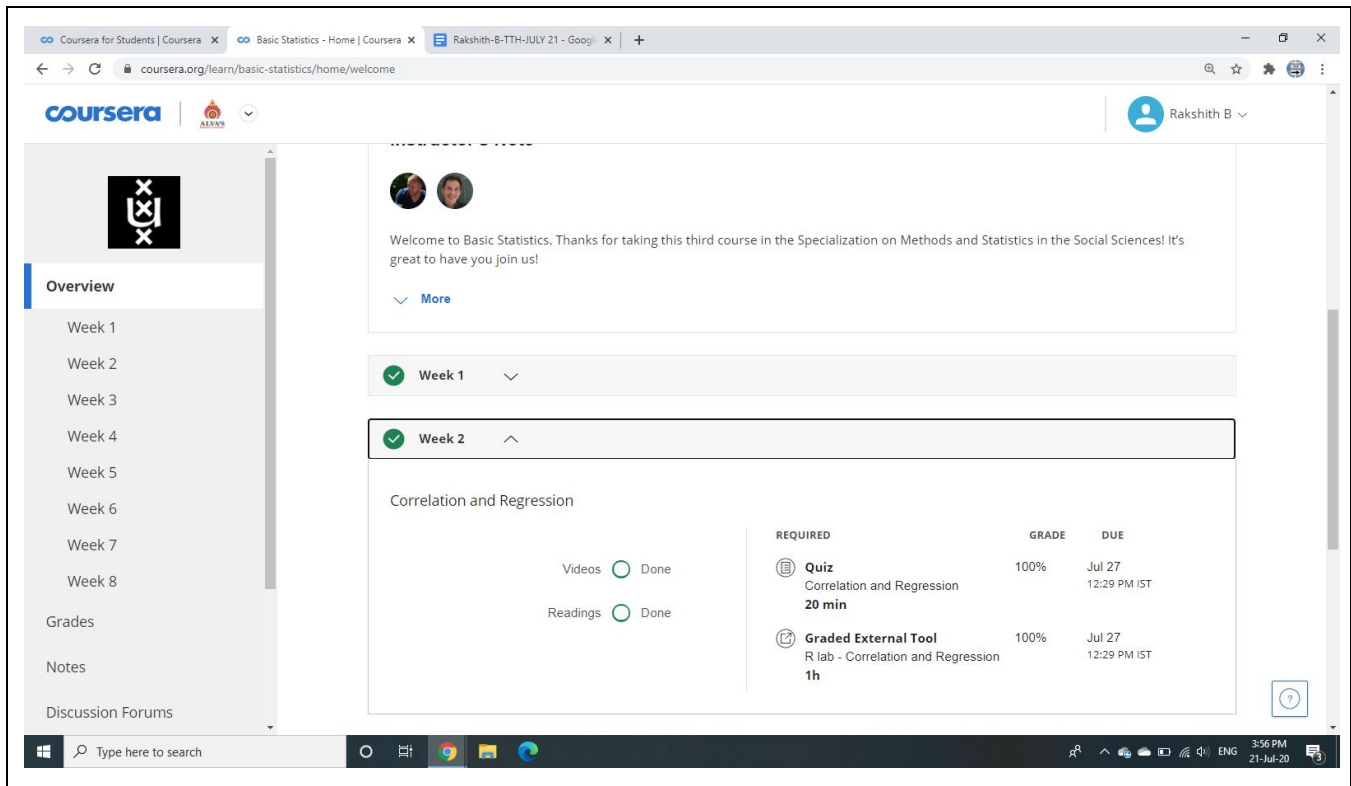 Coursera for Students | Coursera
Basic Statistics - Home | Coursera
Rakshith-B-TTH-JULY 21 - Googl
coursera.org/learn/basic-statistics/home/welcome
coursera
ALVA'S
Rakshith B
Instructor's Note
Welcome to Basic Statistics. Thanks for taking this third course in the Specialization on Methods and Statistics in the Social Sciences! It's
great to have you join us!
More
Overview
Week 1
Week 2
Week 3
Week 4
Week 5
Week 6
Week 7
Week 8
Grades
Notes
Discussion Forums
Week 1
Week 2
Correlation and Regression
Videos Done
Readings Done
REQUIRED GRADE DUE
Quiz 100% Jul 27
Correlation and Regression 12:29 PM IST
20 min
Graded External Tool 100% Jul 27
R lab - Correlation and Regression 12:29 PM IST
1h
?
Type here to search
ENG
3:56 PM
21-Jul-20
3